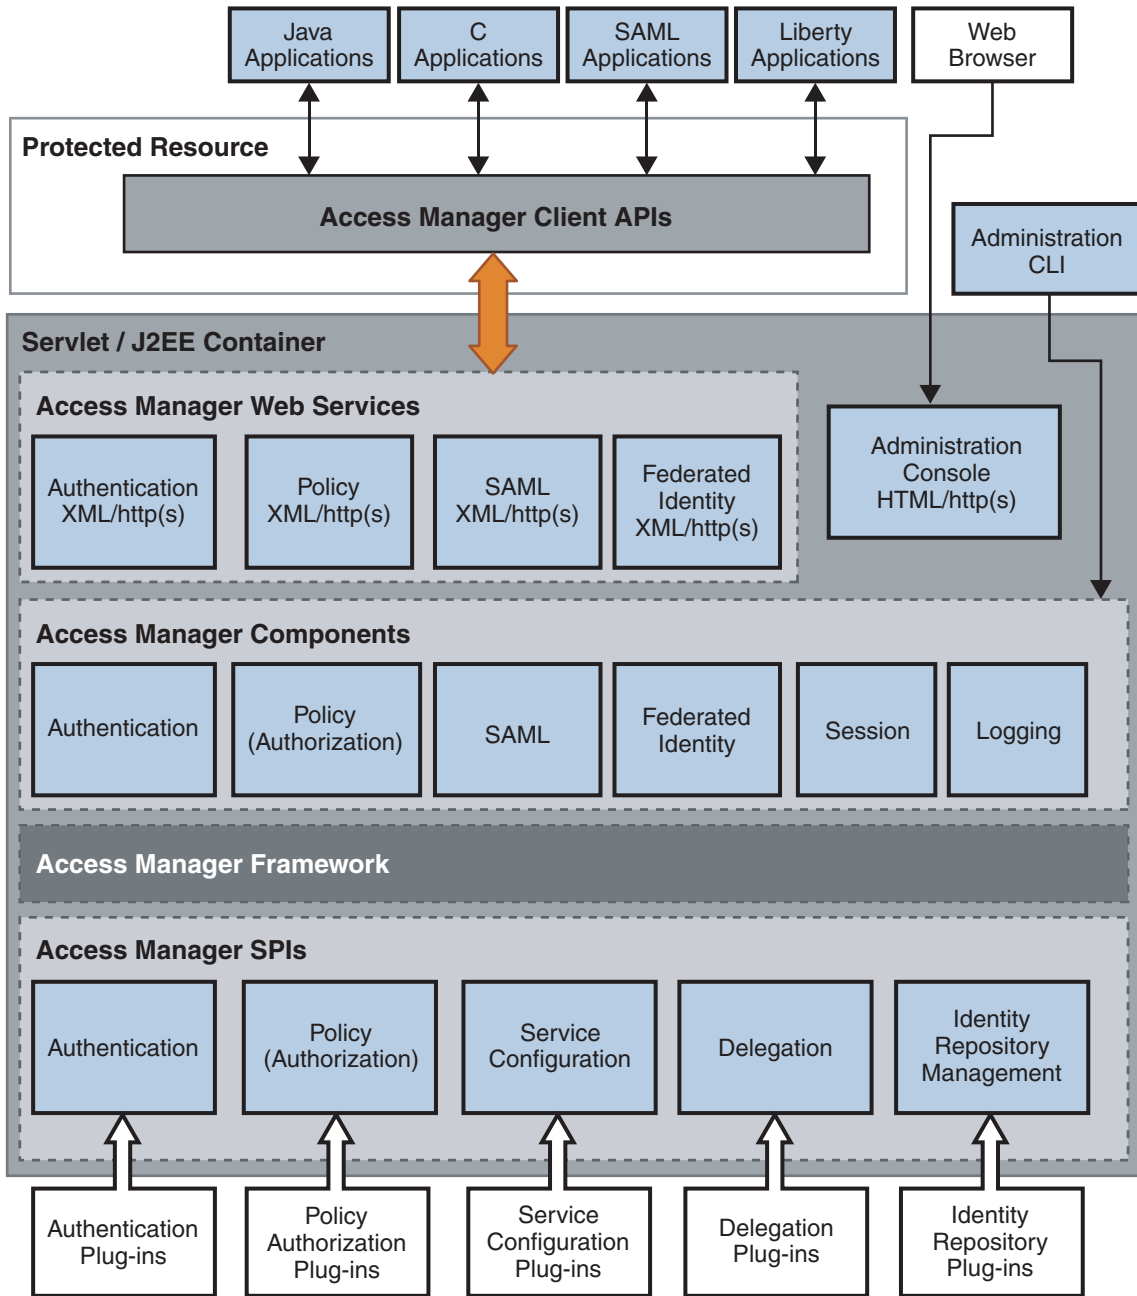 Java
Applications
C
Applications
SAML
Applications
Liberty
Applications
Web
Browser
Protected Resource
Access Manager Client APIs
Administration
CLI
Servlet / J2EE Container
Access Manager Web Services
Authentication
XML/http(s)
Policy
XML/http(s)
SAML
XML/http(s)
Federated
Identity
XML/http(s)
Administration
Console
HTML/http(s)
Access Manager Components
Authentication
Policy
(Authorization)
SAML
Federated
Identity
Session
Logging
Access Manager Framework
Access Manager SPIs
Authentication
Policy
(Authorization)
Service
Configuration
Delegation
Identity
Repository
Management
Authentication
Plug-ins
Policy
Authorization
Plug-ins
Service
Configuration
Plug-ins
Delegation
Plug-ins
Identity
Repository
Plug-ins